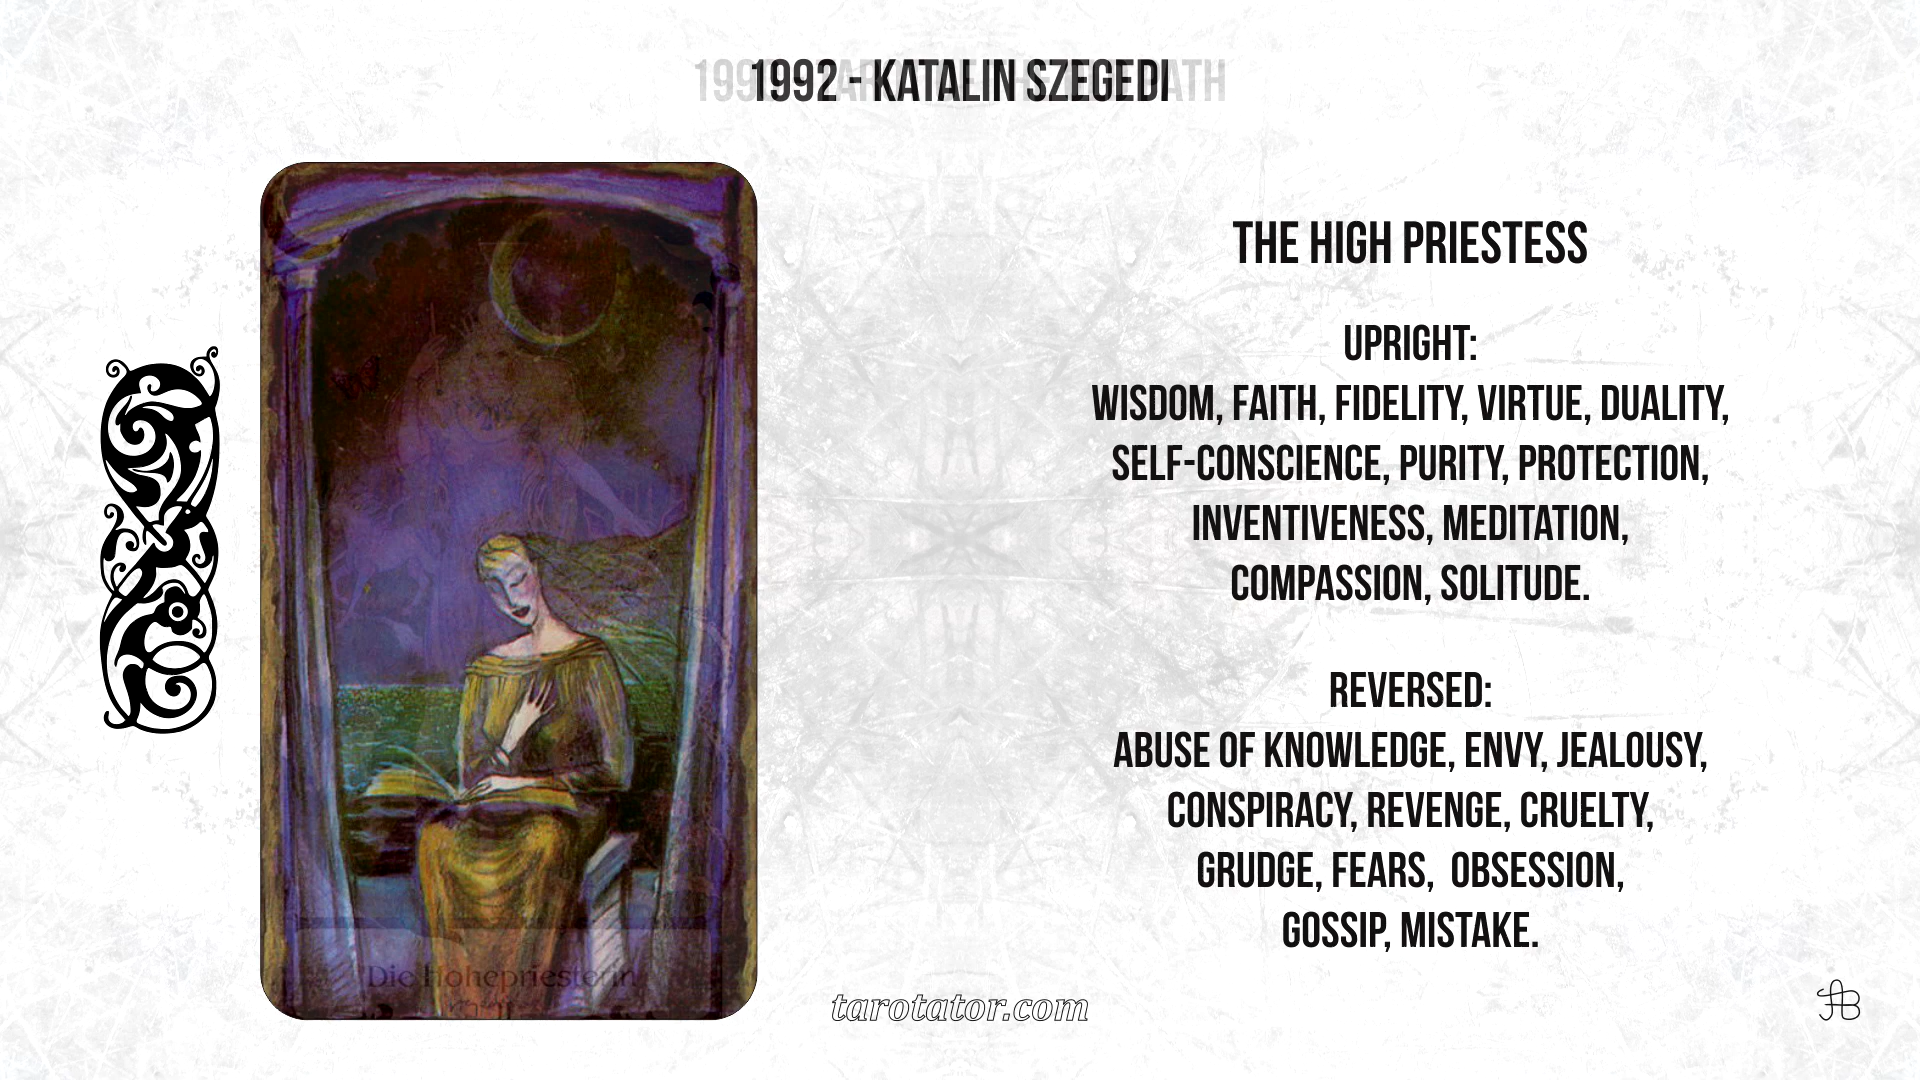 1992 - KATALIN SZEGEDI
THE HIGH PRIESTESS
UPRIGHT:
WISDOM, FAITH, FIDELITY, VIRTUE, DUALITY,
SELF-CONSCIENCE, PURITY, PROTECTION,
INVENTIVENESS, MEDITATION,
COMPASSION, SOLITUDE.
REVERSED:
ABUSE OF KNOWLEDGE, ENVY, JEALOUSY,
CONSPIRACY, REVENGE, CRUELTY,
GRUDGE, FEARS, OBSESSION,
GOSSIP, MISTAKE.
Die Hohepriesterin
tarotator.com